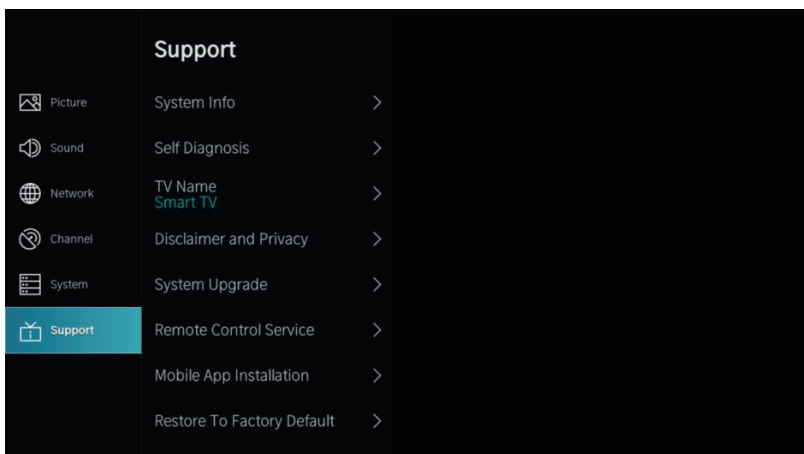 Support
Picture
Sound
Network
Channel
System
Support
System Info
Self Diagnosis
TV Name
Smart TV
Disclaimer and Privacy
System Upgrade
Remote Control Service
Mobile App Installation
Restore To Factory Default